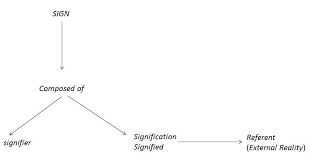 SIGN
Composed of
signifier
Signification
Signified
Referent
(External Reality)